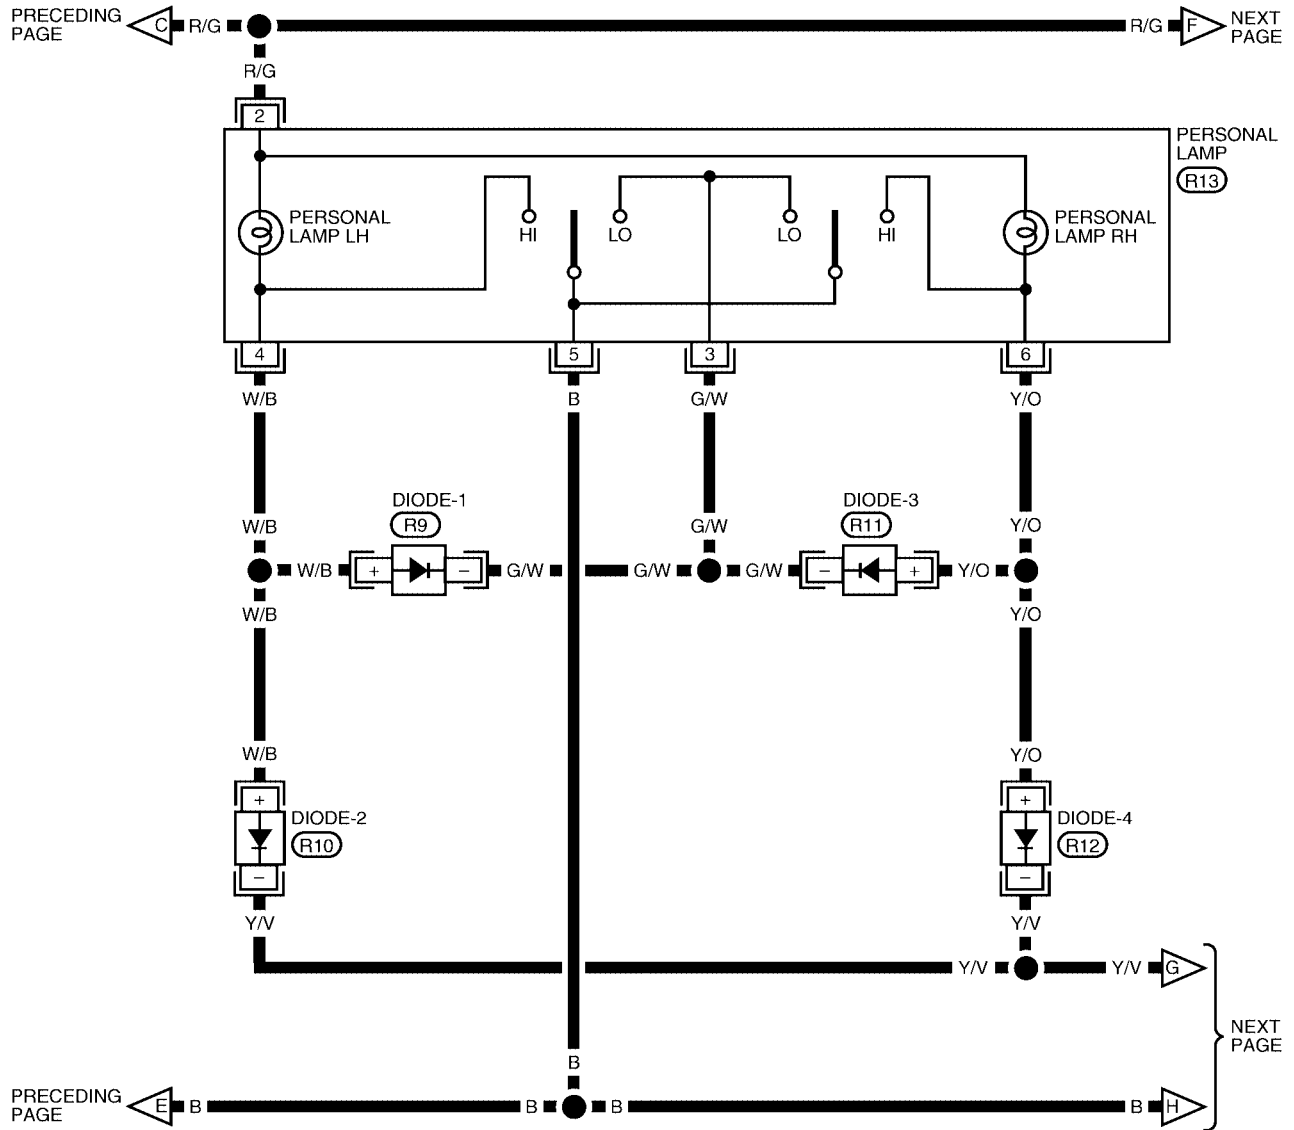 PRECEDING
PAGE
C R/G
R/G F
NEXT
PAGE
R/G
2
PERSONAL
LAMP
R13
PERSONAL
LAMP LH
HI
LO
LO
HI
PERSONAL
LAMP RH
4
5
3
6
W/B
B
G/W
Y/O
DIODE-1
R9
DIODE-3
R11
W/B
G/W
Y/O
W/B + − G/W G/W G/W − + Y/O
W/B
Y/O
W/B
Y/O
+
+
DIODE-2
R10
DIODE-4
R12
−
−
Y/V
Y/V
Y/V Y/V G
NEXT
PAGE
B
PRECEDING
PAGE
E B B B B H